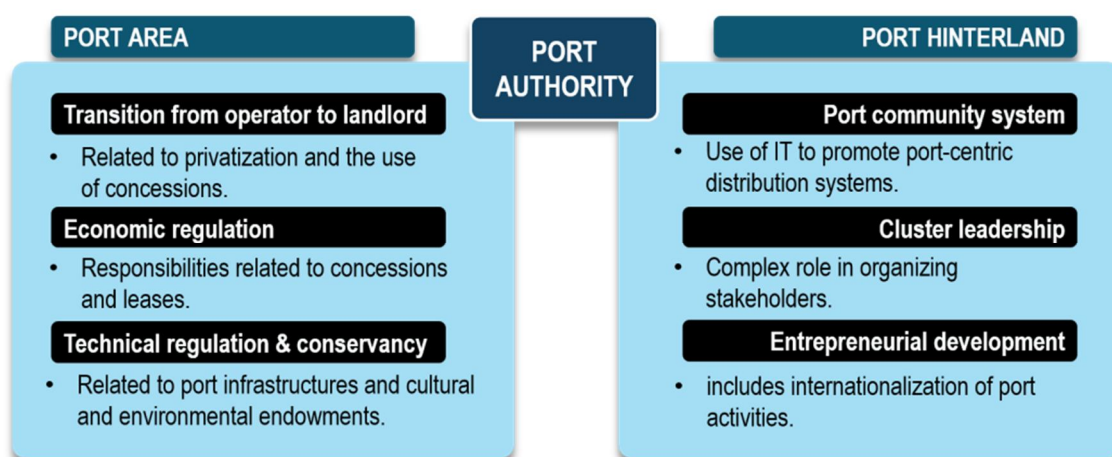 PORT AREA
PORT AUTHORITY
PORT HINTERLAND
Transition from operator to landlord
• Related to privatization and the use
of concessions.
Economic regulation
• Responsibilities related to concessions
and leases.
Technical regulation & conservancy
• Related to port infrastructures and cultural
and environmental endowments.
Port community system
• Use of IT to promote port-centric
distribution systems.
Cluster leadership
• Complex role in organizing
stakeholders.
Entrepreneurial development
• includes internationalization of port
activities.